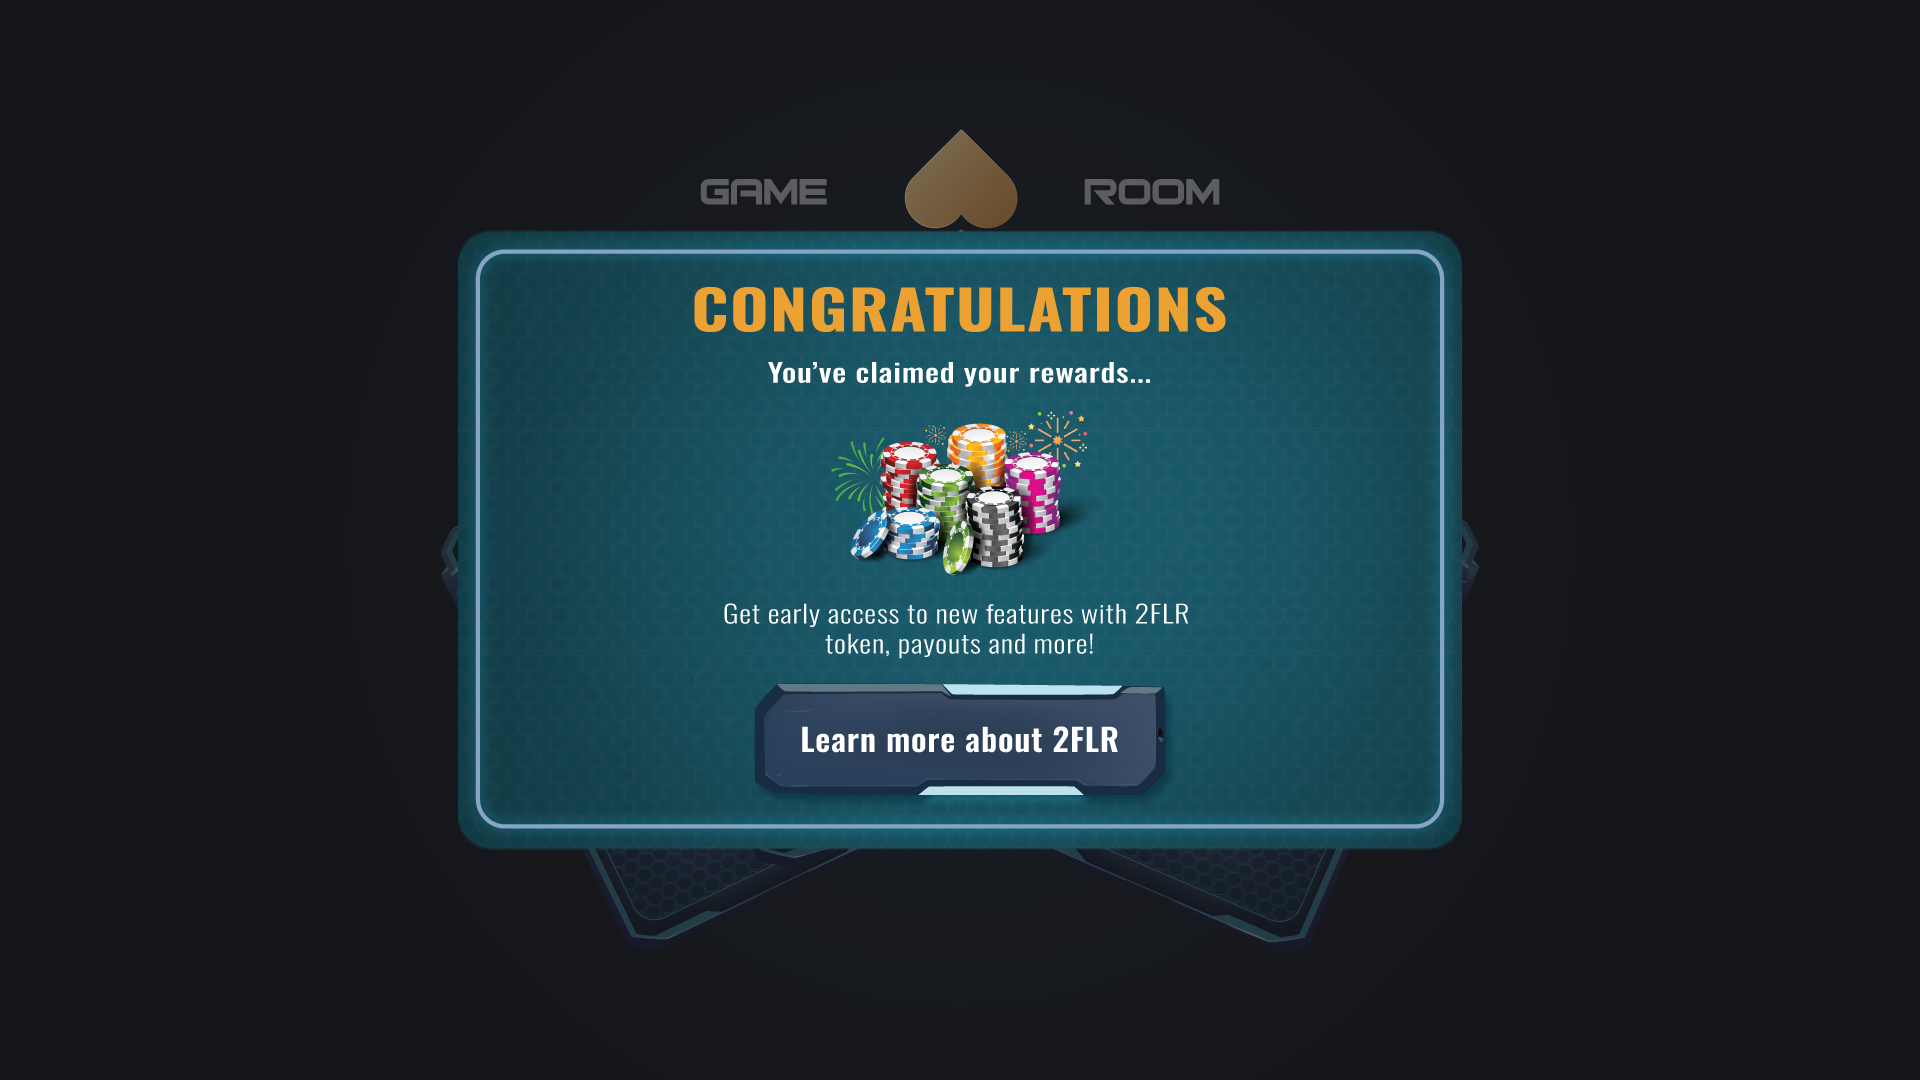 GAME ROOM
CONGRATULATIONS
You’ve claimed your rewards...
Get early access to new features with 2FLR
token, payouts and more!
Learn more about 2FLR